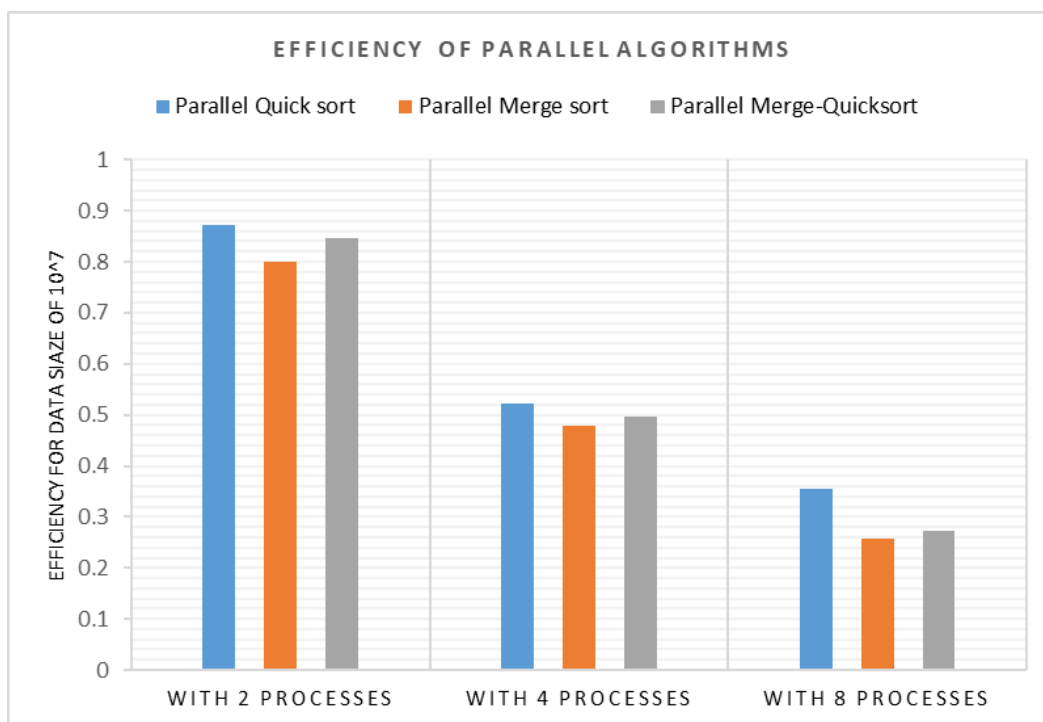 EFFICIENCY OF PARALLEL ALGORITHMS
Parallel Quick sort Parallel Merge sort Parallel Merge-Quicksort
EFFICIENCY FOR DATA SIAZE OF 10^7
1
0.9
0.8
0.7
0.6
0.5
0.4
0.3
0.2
0.1
0
WITH 2 PROCESSES WITH 4 PROCESSES WITH 8 PROCESSES